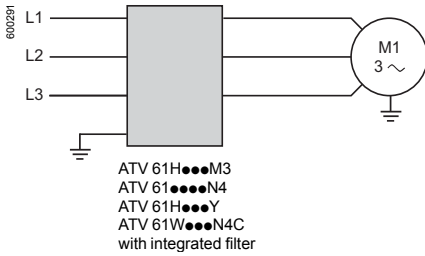 600291
L1
L2
L3
M1
3 ~
ATV 61H●●●M3
ATV 61●●●●N4
ATV 61H●●●Y
ATV 61W●●●N4C
with integrated filter